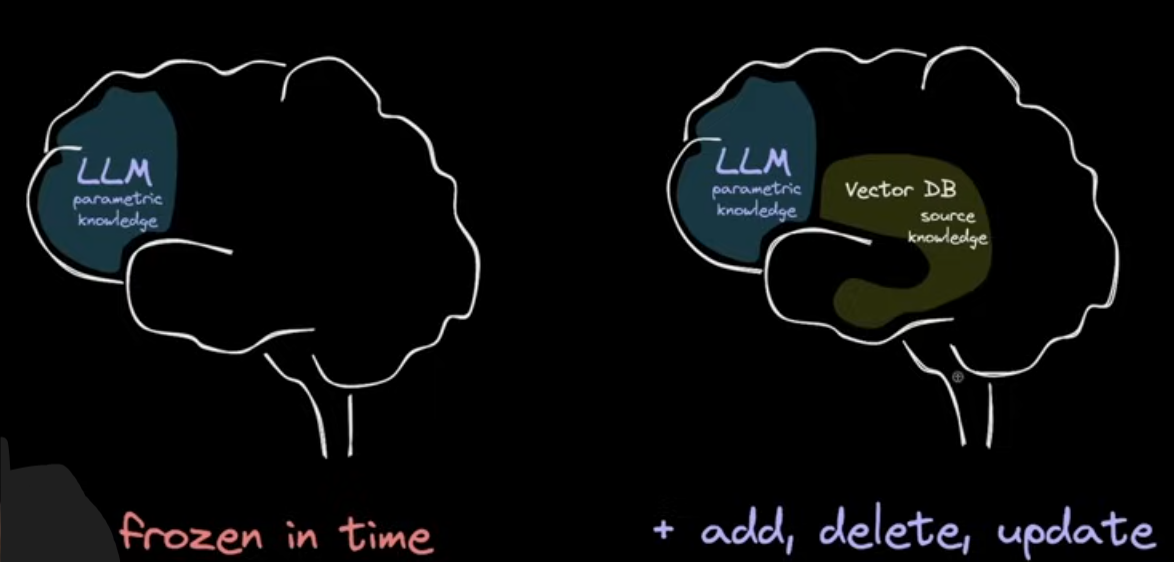 LLM
parametric
knowledge
frozen in time
LLM
parametric
knowledge
Vector DB
source
knowledge
+ add, delete, update